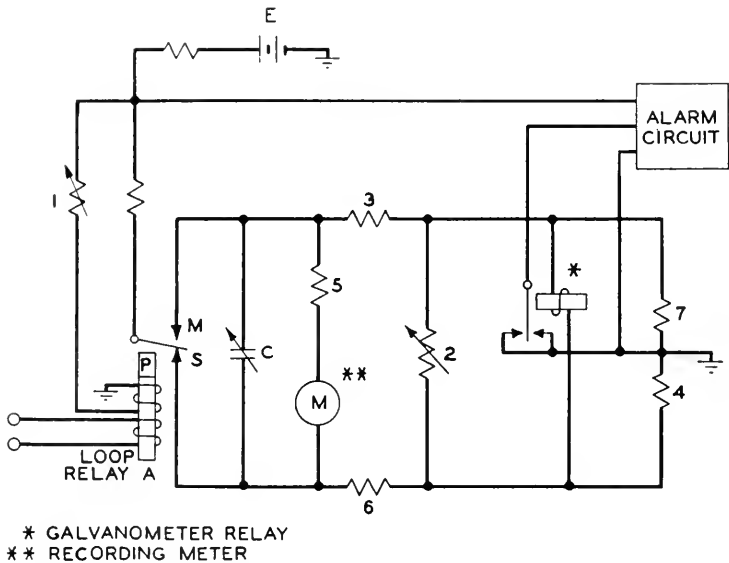 E
ALARM
CIRCUIT
1
3
5
M
S
C
**
M
2
*
7
4
P
LOOP
RELAY A
6
* GALVANOMETER RELAY
** RECORDING METER